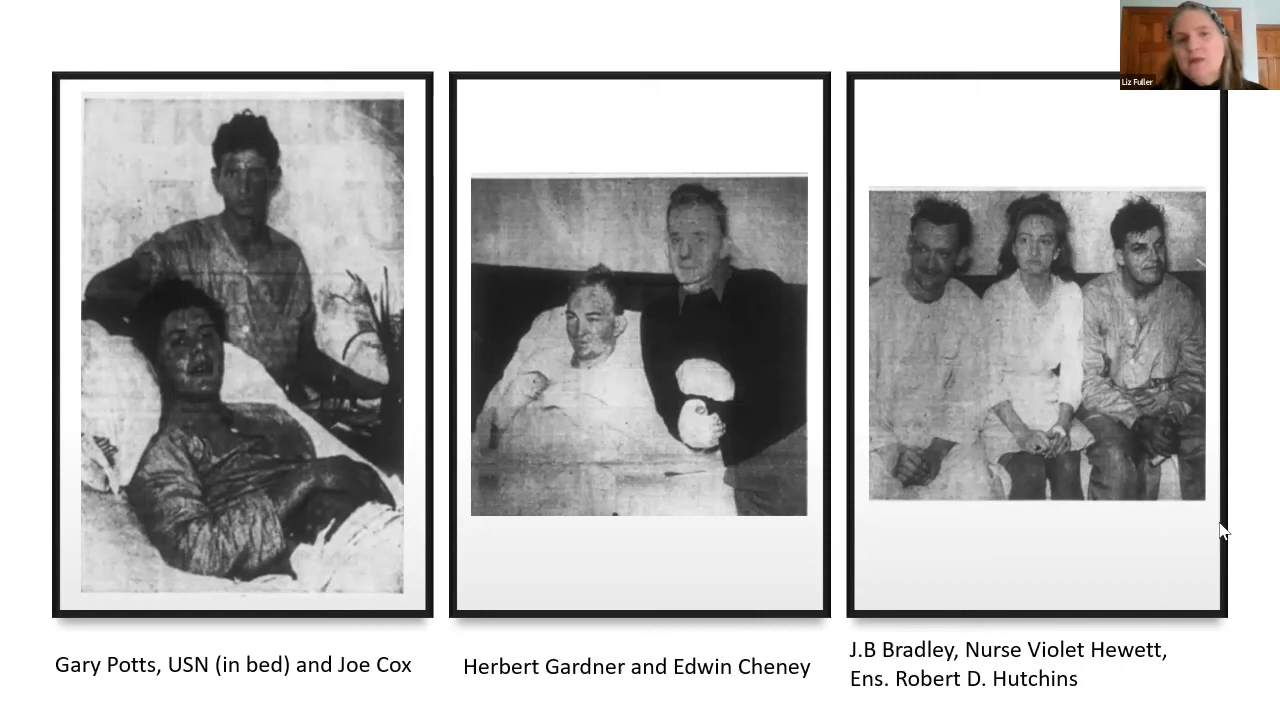 Liz Fuller
Gary Potts, USN (in bed) and Joe Cox
Herbert Gardner and Edwin Cheney
J.B Bradley, Nurse Violet Hewett,
Ens. Robert D. Hutchins